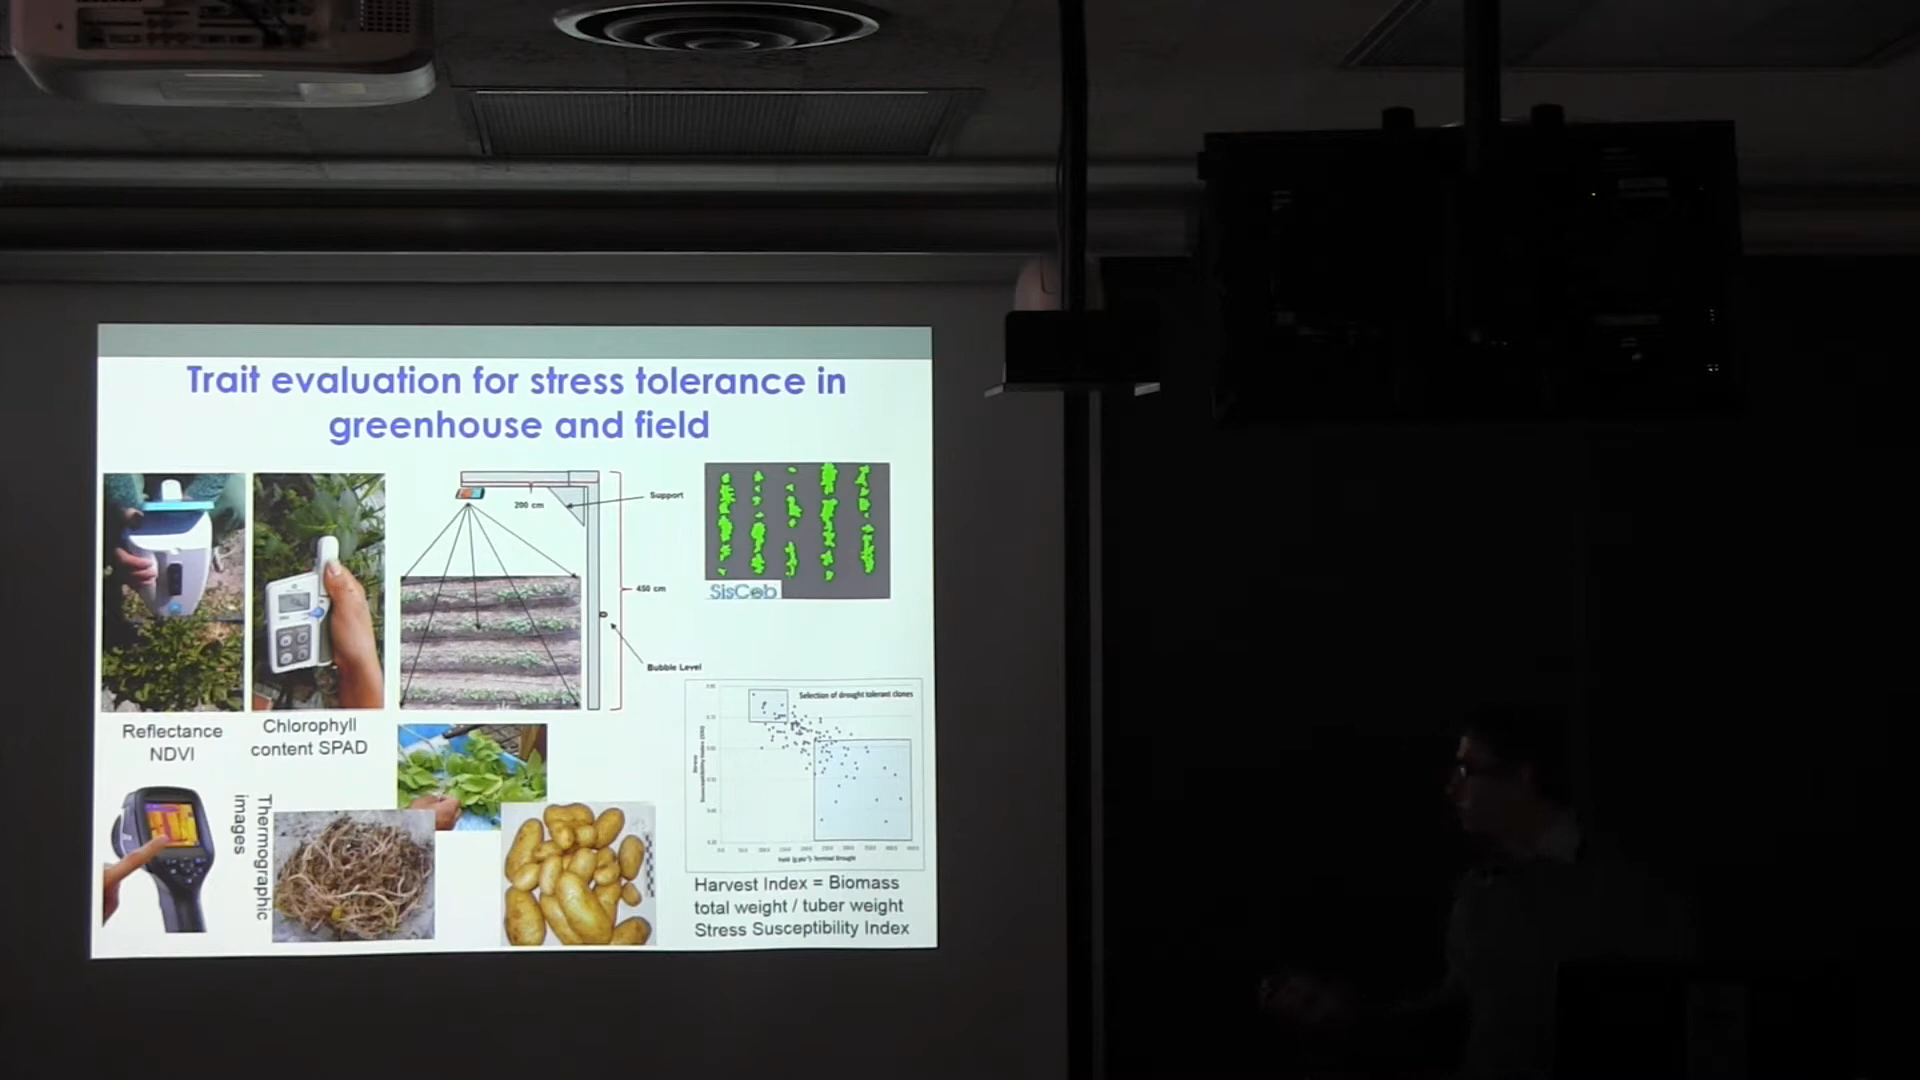 Trait evaluation for stress tolerance in
greenhouse and field
200 cm
Support
450 cm
Bubble Level
SisCob
Reflectance
NDVI
Chlorophyll
content SPAD
Thermographic
images
Selection of drought tolerant clones
Harvest Index = Biomass
total weight / tuber weight
Stress Susceptibility Index